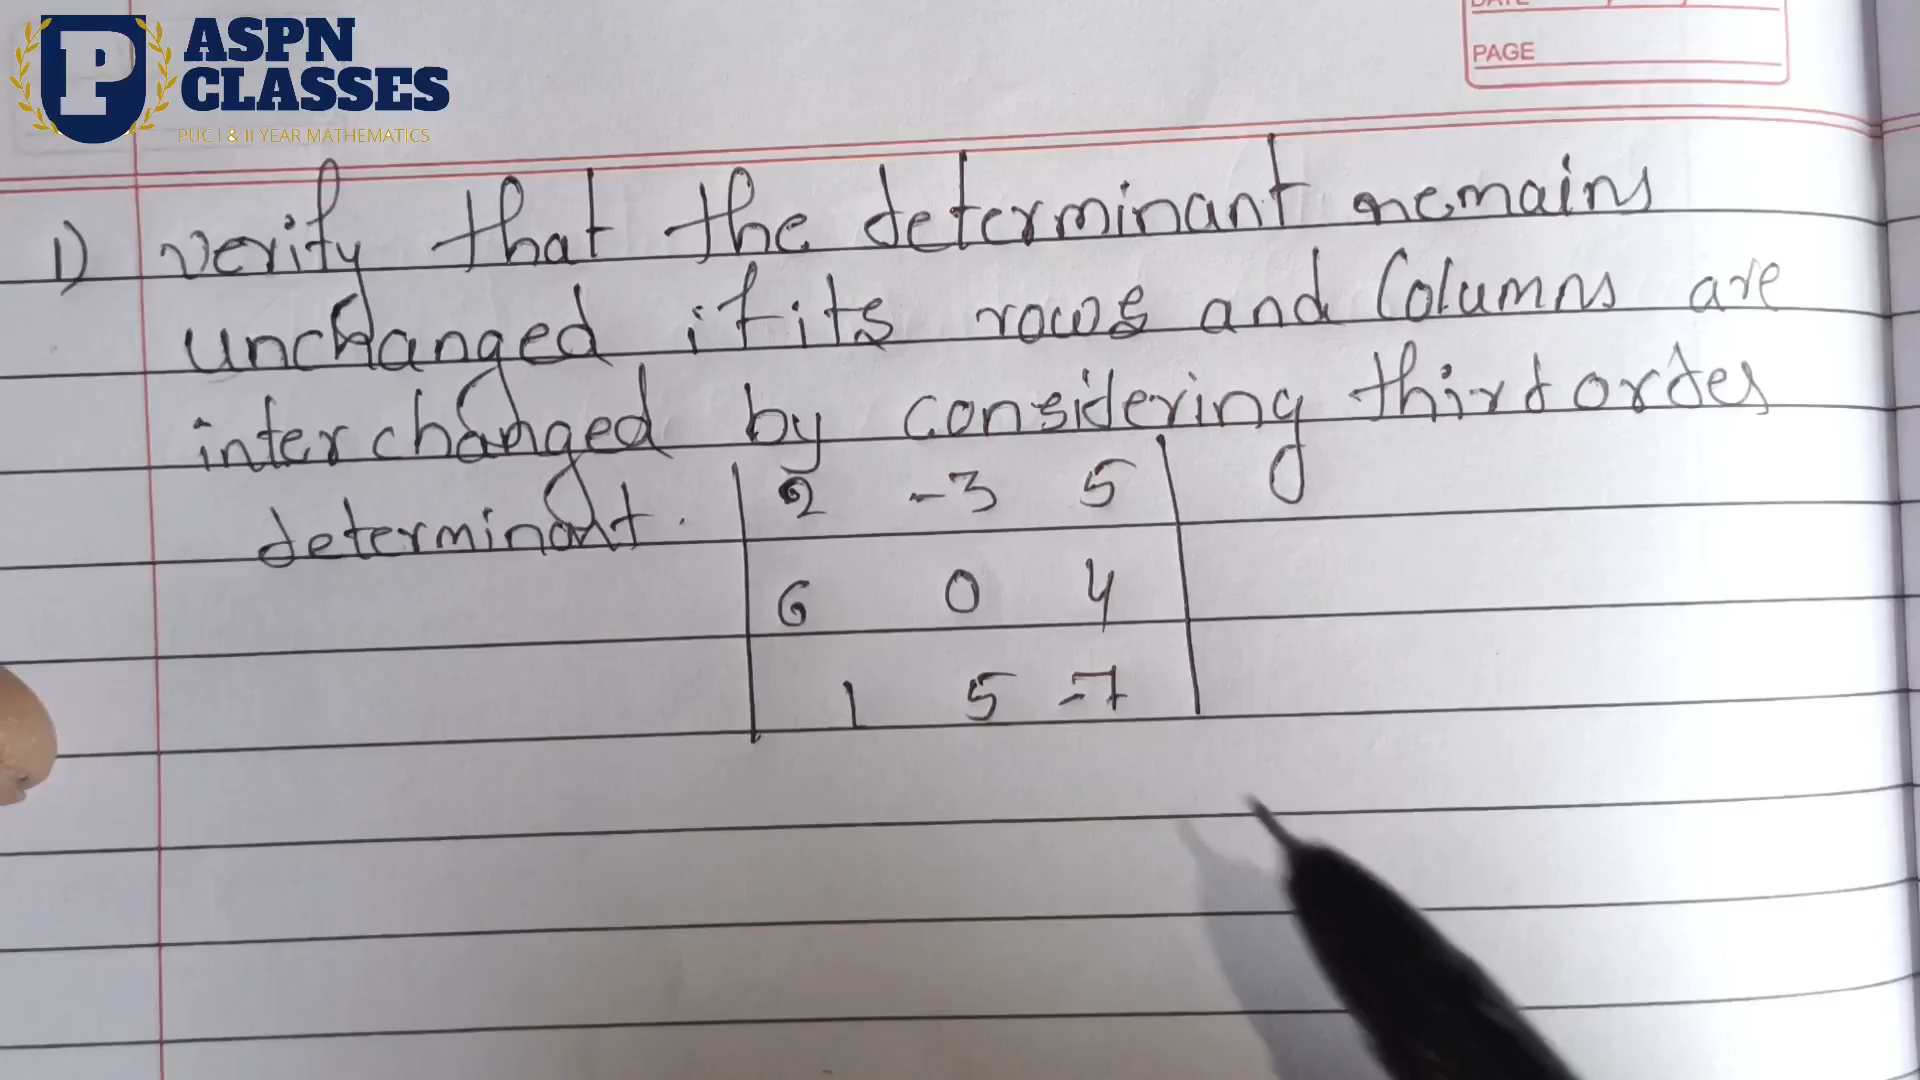 ASPN
CLASSES
PUC I & II YEAR MATHEMATICS
DATE
PAGE
1) verify that the determinant remains
unchanged if its rows and Columns are
interchanged by considering third order
determinant. 2 -3 5
6 0 4
1 5 -7